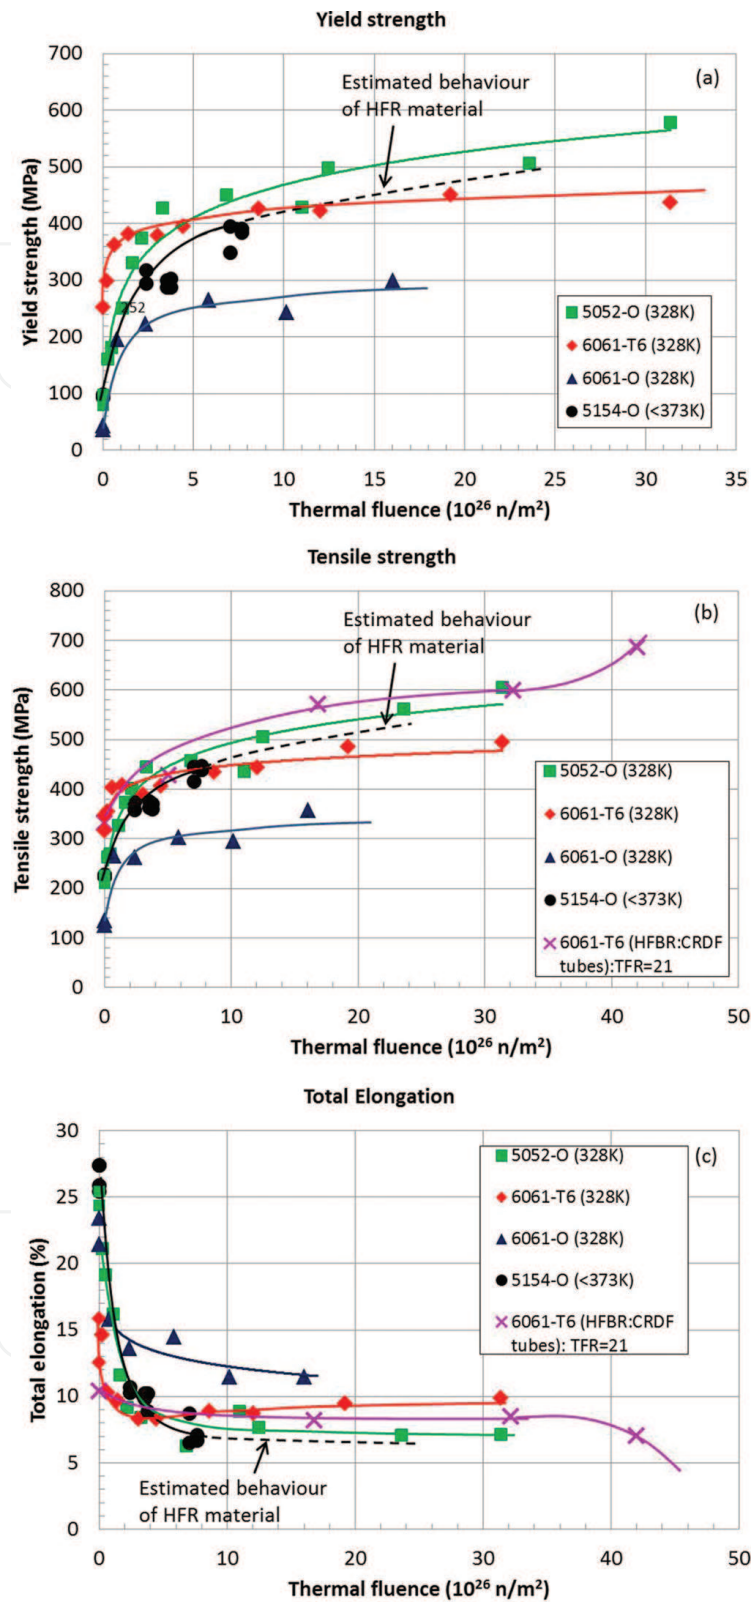 Yield strength
700
(a)
Estimated behaviour
of HFR material
600
500
400
300
252
200
100
0
Yield strength (MPa)
5052-O (328K)
6061-T6 (328K)
6061-O (328K)
5154-O (<373K)
0 5 10 15 20 25 30 35
Thermal fluence (10²⁶ n/m²)
Tensile strength
800
(b)
Estimated behaviour
of HFR material
700
600
500
400
300
200
100
0
Tensile strength (MPa)
5052-O (328K)
6061-T6 (328K)
6061-O (328K)
5154-O (<373K)
6061-T6 (HFBR:CRDF
tubes):TFR=21
0 10 20 30 40 50
Thermal fluence (10²⁶ n/m²)
Total Elongation
30
(c)
25
20
15
10
5
0
Total elongation (%)
5052-O (328K)
6061-T6 (328K)
6061-O (328K)
5154-O (<373K)
6061-T6 (HFBR:CRDF
tubes): TFR=21
Estimated behaviour
of HFR material
0 10 20 30 40 50
Thermal fluence (10²⁶ n/m²)